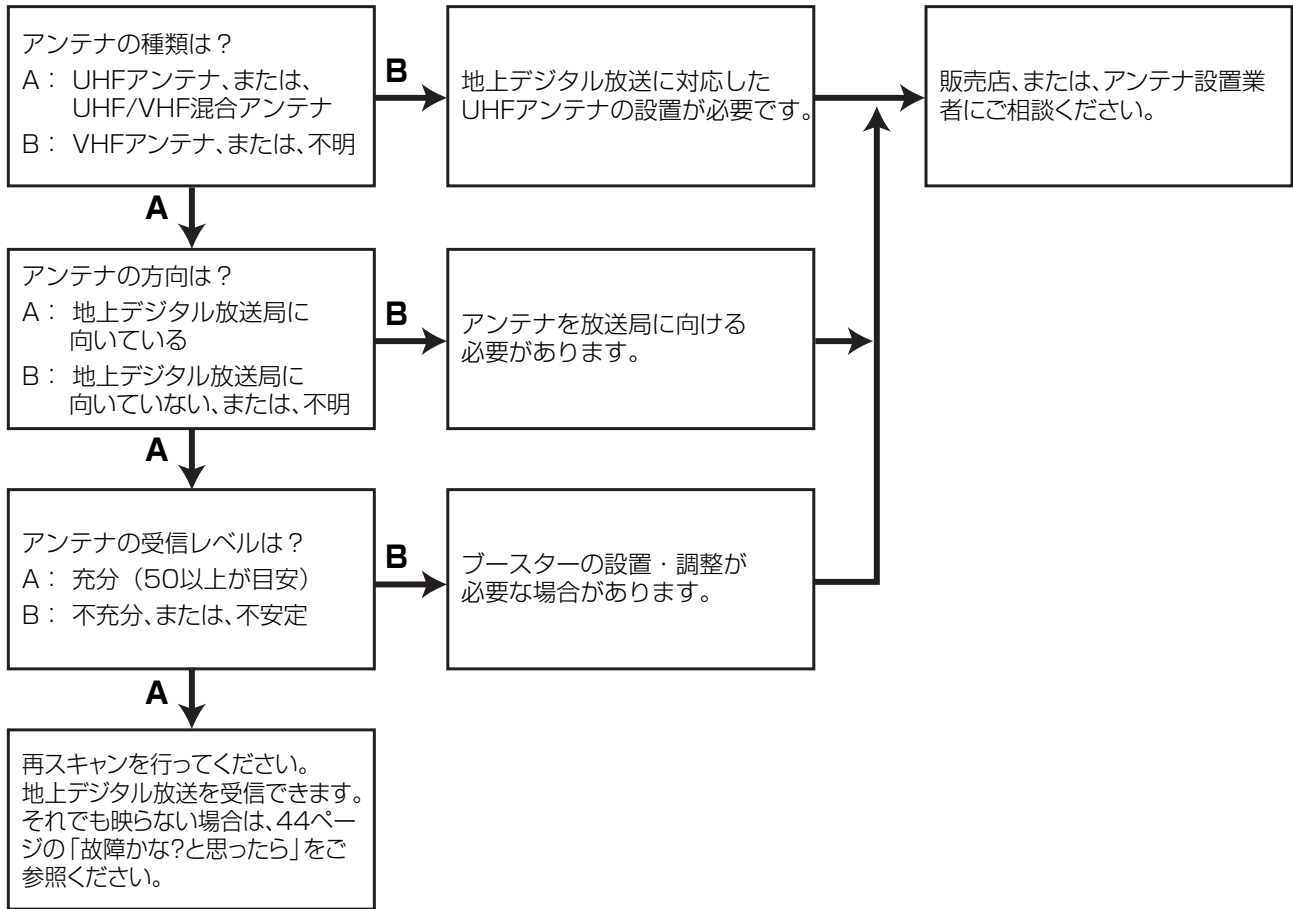 アンテナの種類は？
A： UHFアンテナ、または、
UHF/VHF混合アンテナ
B： VHFアンテナ、または、不明
B
地上デジタル放送に対応した
UHFアンテナの設置が必要です。
販売店、または、アンテナ設置業
者にご相談ください。
A
アンテナの方向は？
A： 地上デジタル放送局に
向いている
B： 地上デジタル放送局に
向いていない、または、不明
B
アンテナを放送局に向ける
必要があります。
A
アンテナの受信レベルは？
A： 充分（50以上が目安）
B： 不充分、または、不安定
B
ブースターの設置・調整が
必要な場合があります。
A
再スキャンを行ってください。
地上デジタル放送を受信できます。
それでも映らない場合は、44ペー
ジの「故障かな?と思ったら」をご
参照ください。